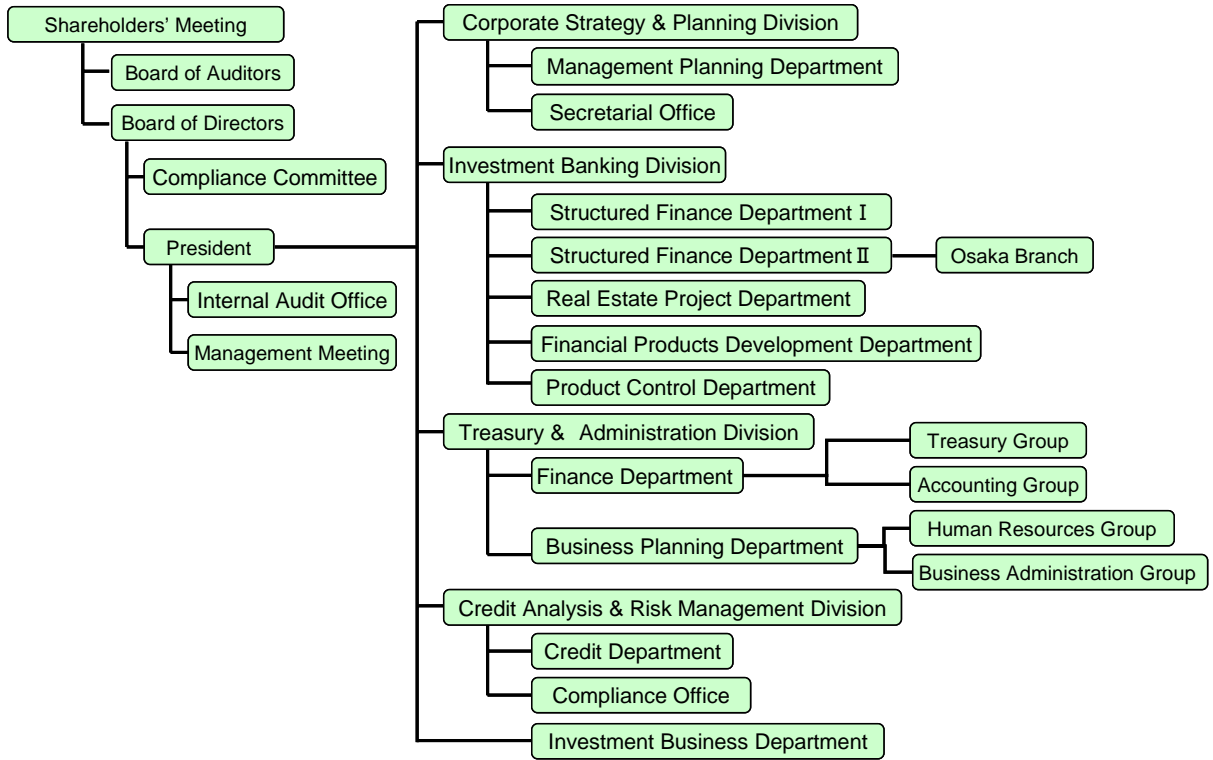 Shareholders’ Meeting
Board of Auditors
Board of Directors
Compliance Committee
President
Internal Audit Office
Management Meeting
Corporate Strategy & Planning Division
Management Planning Department
Secretarial Office
Investment Banking Division
Structured Finance Department Ⅰ
Structured Finance Department Ⅱ
Osaka Branch
Real Estate Project Department
Financial Products Development Department
Product Control Department
Treasury & Administration Division
Finance Department
Treasury Group
Accounting Group
Business Planning Department
Human Resources Group
Business Administration Group
Credit Analysis & Risk Management Division
Credit Department
Compliance Office
Investment Business Department